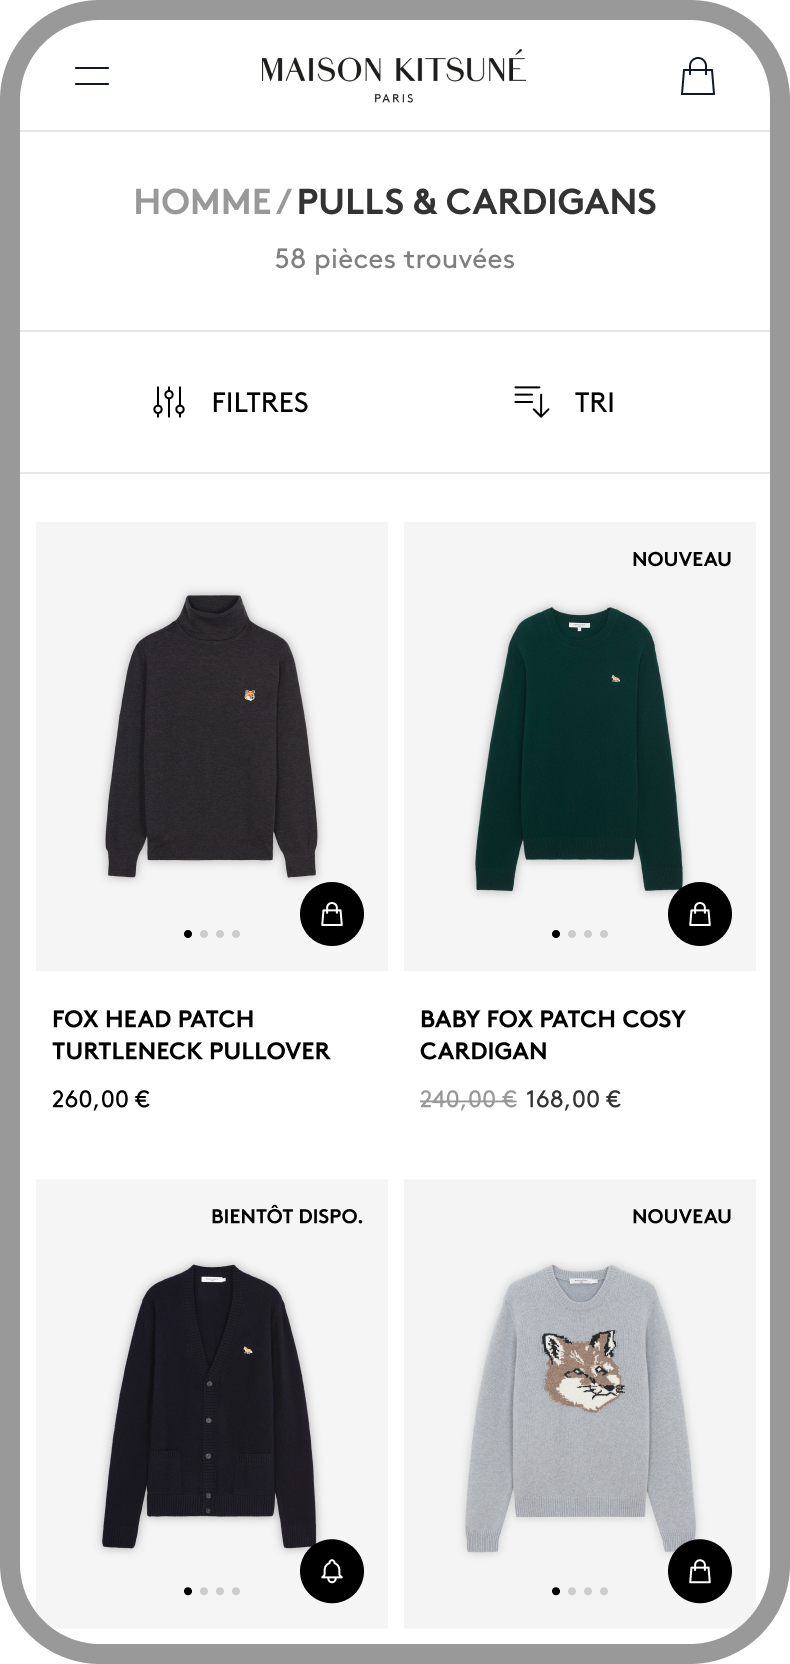 MAISON KITSUNÉ
PARIS
HOMME / PULLS & CARDIGANS
58 pièces trouvées
FILTRES
TRI
NOUVEAU
FOX HEAD PATCH
TURTLENECK PULLOVER
260,00 €
BABY FOX PATCH COSY
CARDIGAN
240,00 € 168,00 €
BIENTÔT DISPO.
NOUVEAU